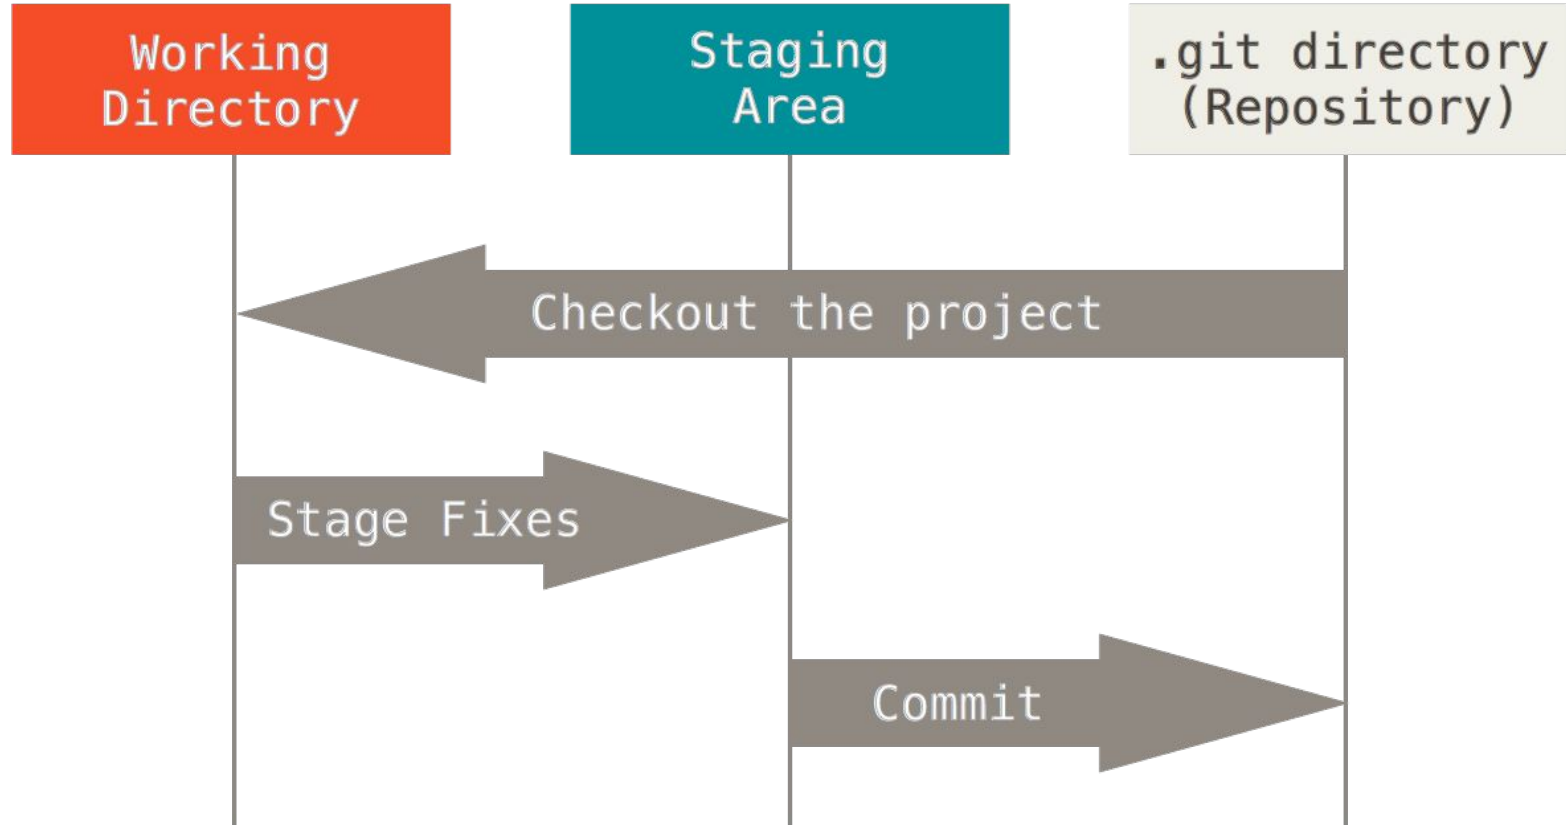 Working
Directory
Staging
Area
.git directory
(Repository)
Checkout the project
Stage Fixes
Commit